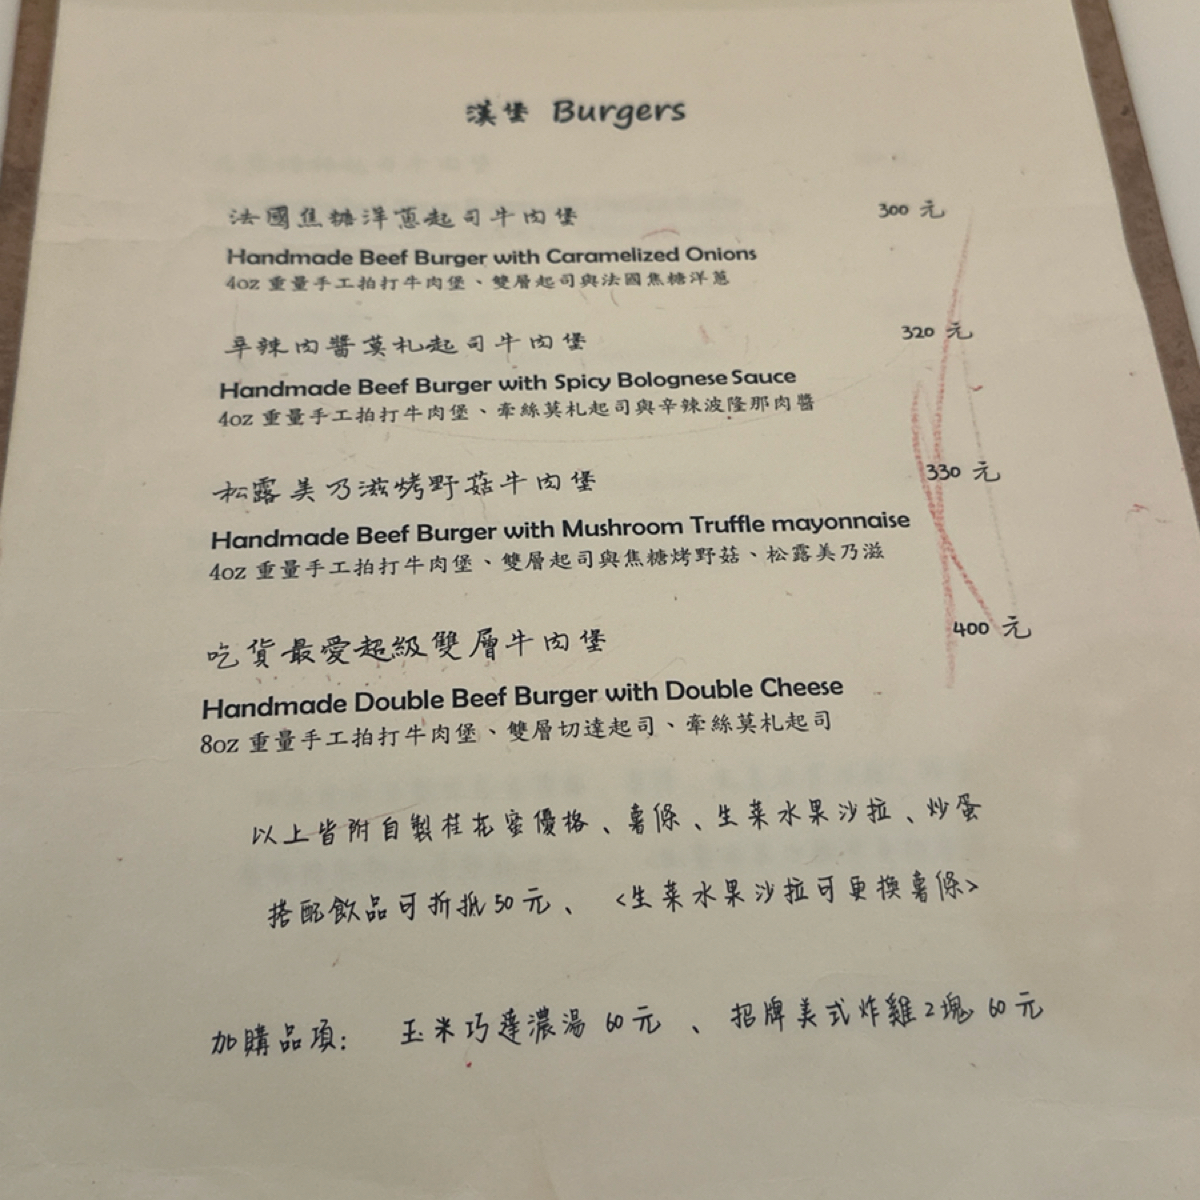 漢堡 Burgers
法國焦糖洋蔥起司牛肉堡 300 元
Handmade Beef Burger with Caramelized Onions
4oz 重量手工拍打牛肉堡、雙層起司與法國焦糖洋蔥
辛辣肉醬莫札起司牛肉堡 320 元
Handmade Beef Burger with Spicy Bolognese Sauce
4oz 重量手工拍打牛肉堡、牽絲莫札起司與辛辣波隆那肉醬
松露美乃滋烤野菇牛肉堡 330 元
Handmade Beef Burger with Mushroom Truffle mayonnaise
4oz 重量手工拍打牛肉堡、雙層起司與焦糖烤野菇、松露美乃滋
吃貨最愛超級雙層牛肉堡 400 元
Handmade Double Beef Burger with Double Cheese
8oz 重量手工拍打牛肉堡、雙層切達起司、牽絲莫札起司
以上皆附自製桂花蜜優格、薯條、生菜水果沙拉、炒蛋
搭配飲品可折抵50元、<生菜水果沙拉可更換薯條>
加購品項: 玉米巧達濃湯 60元、招牌美式炸雞2塊 60元